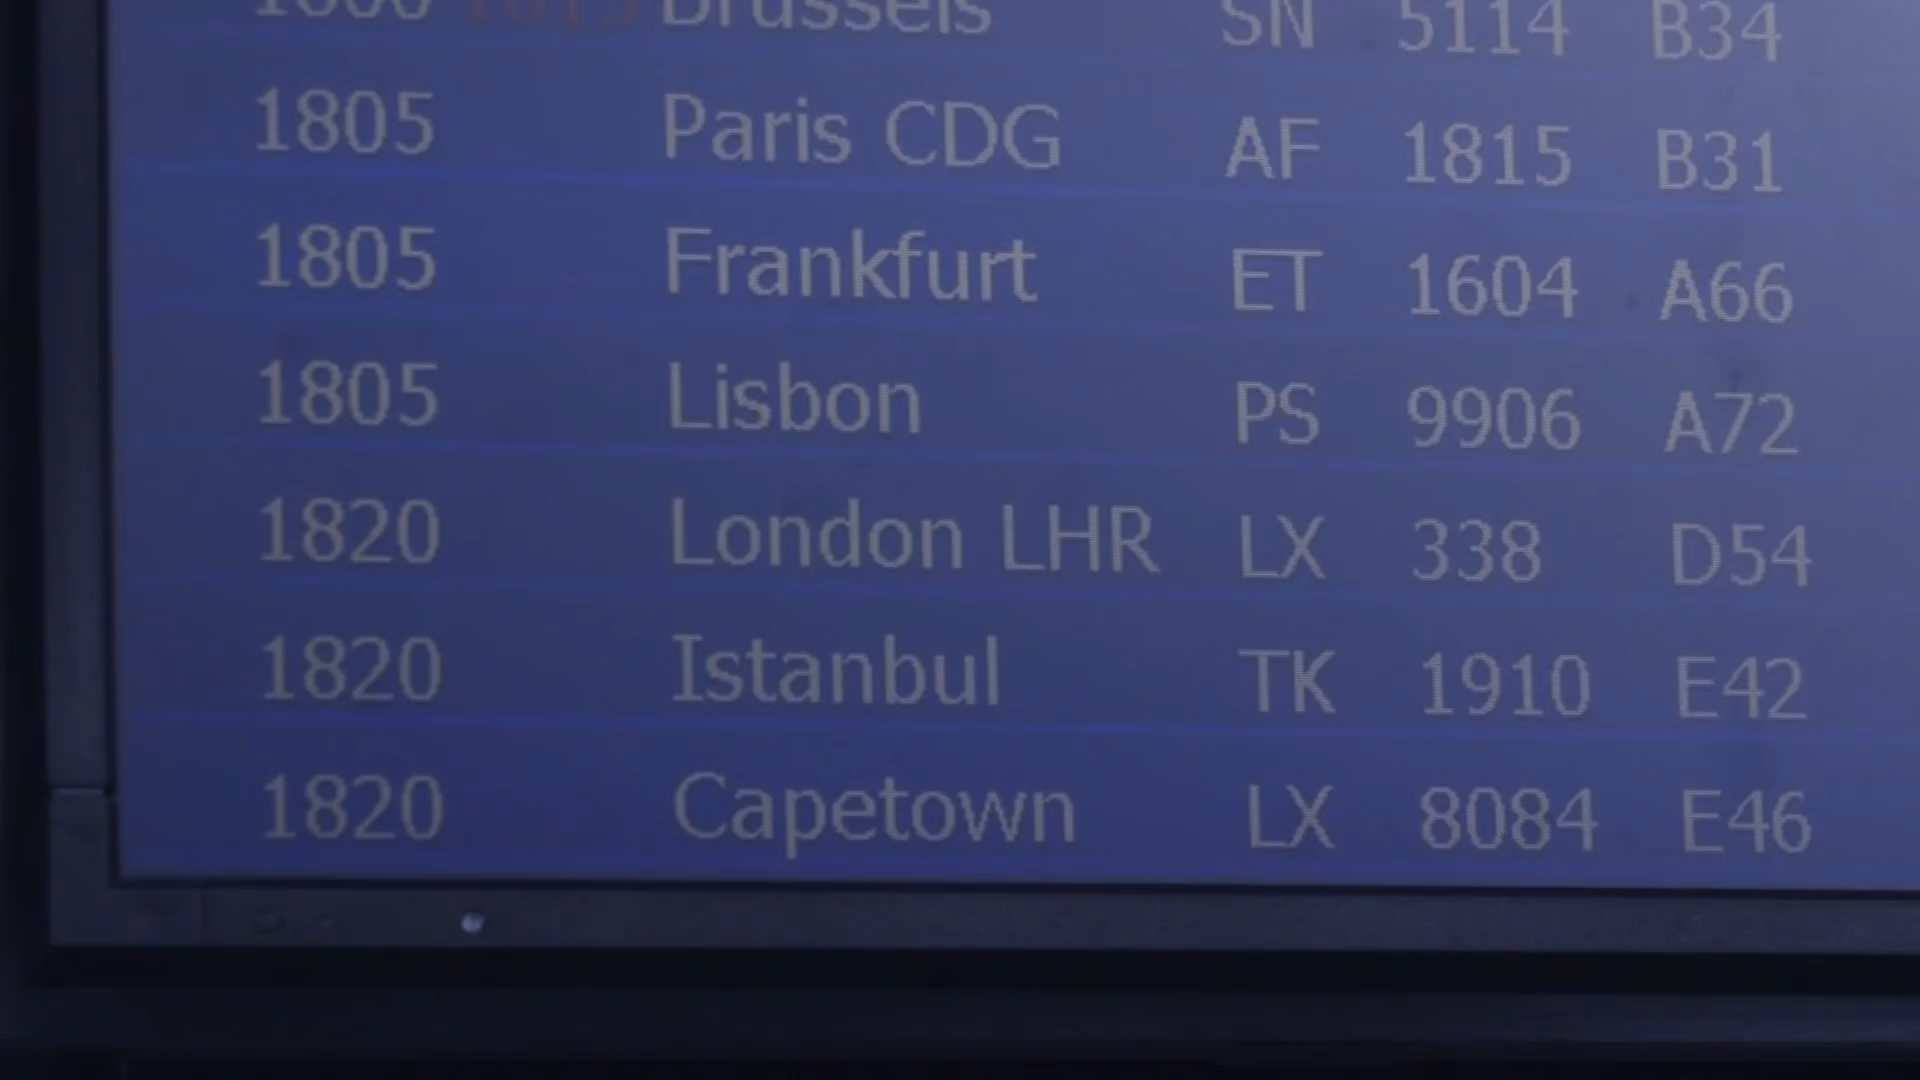 Brussels SN 5114 B34
1805 Paris CDG AF 1815 B31
1805 Frankfurt ET 1604 A66
1805 Lisbon PS 9906 A72
1820 London LHR LX 338 D54
1820 Istanbul TK 1910 E42
1820 Capetown LX 8084 E46